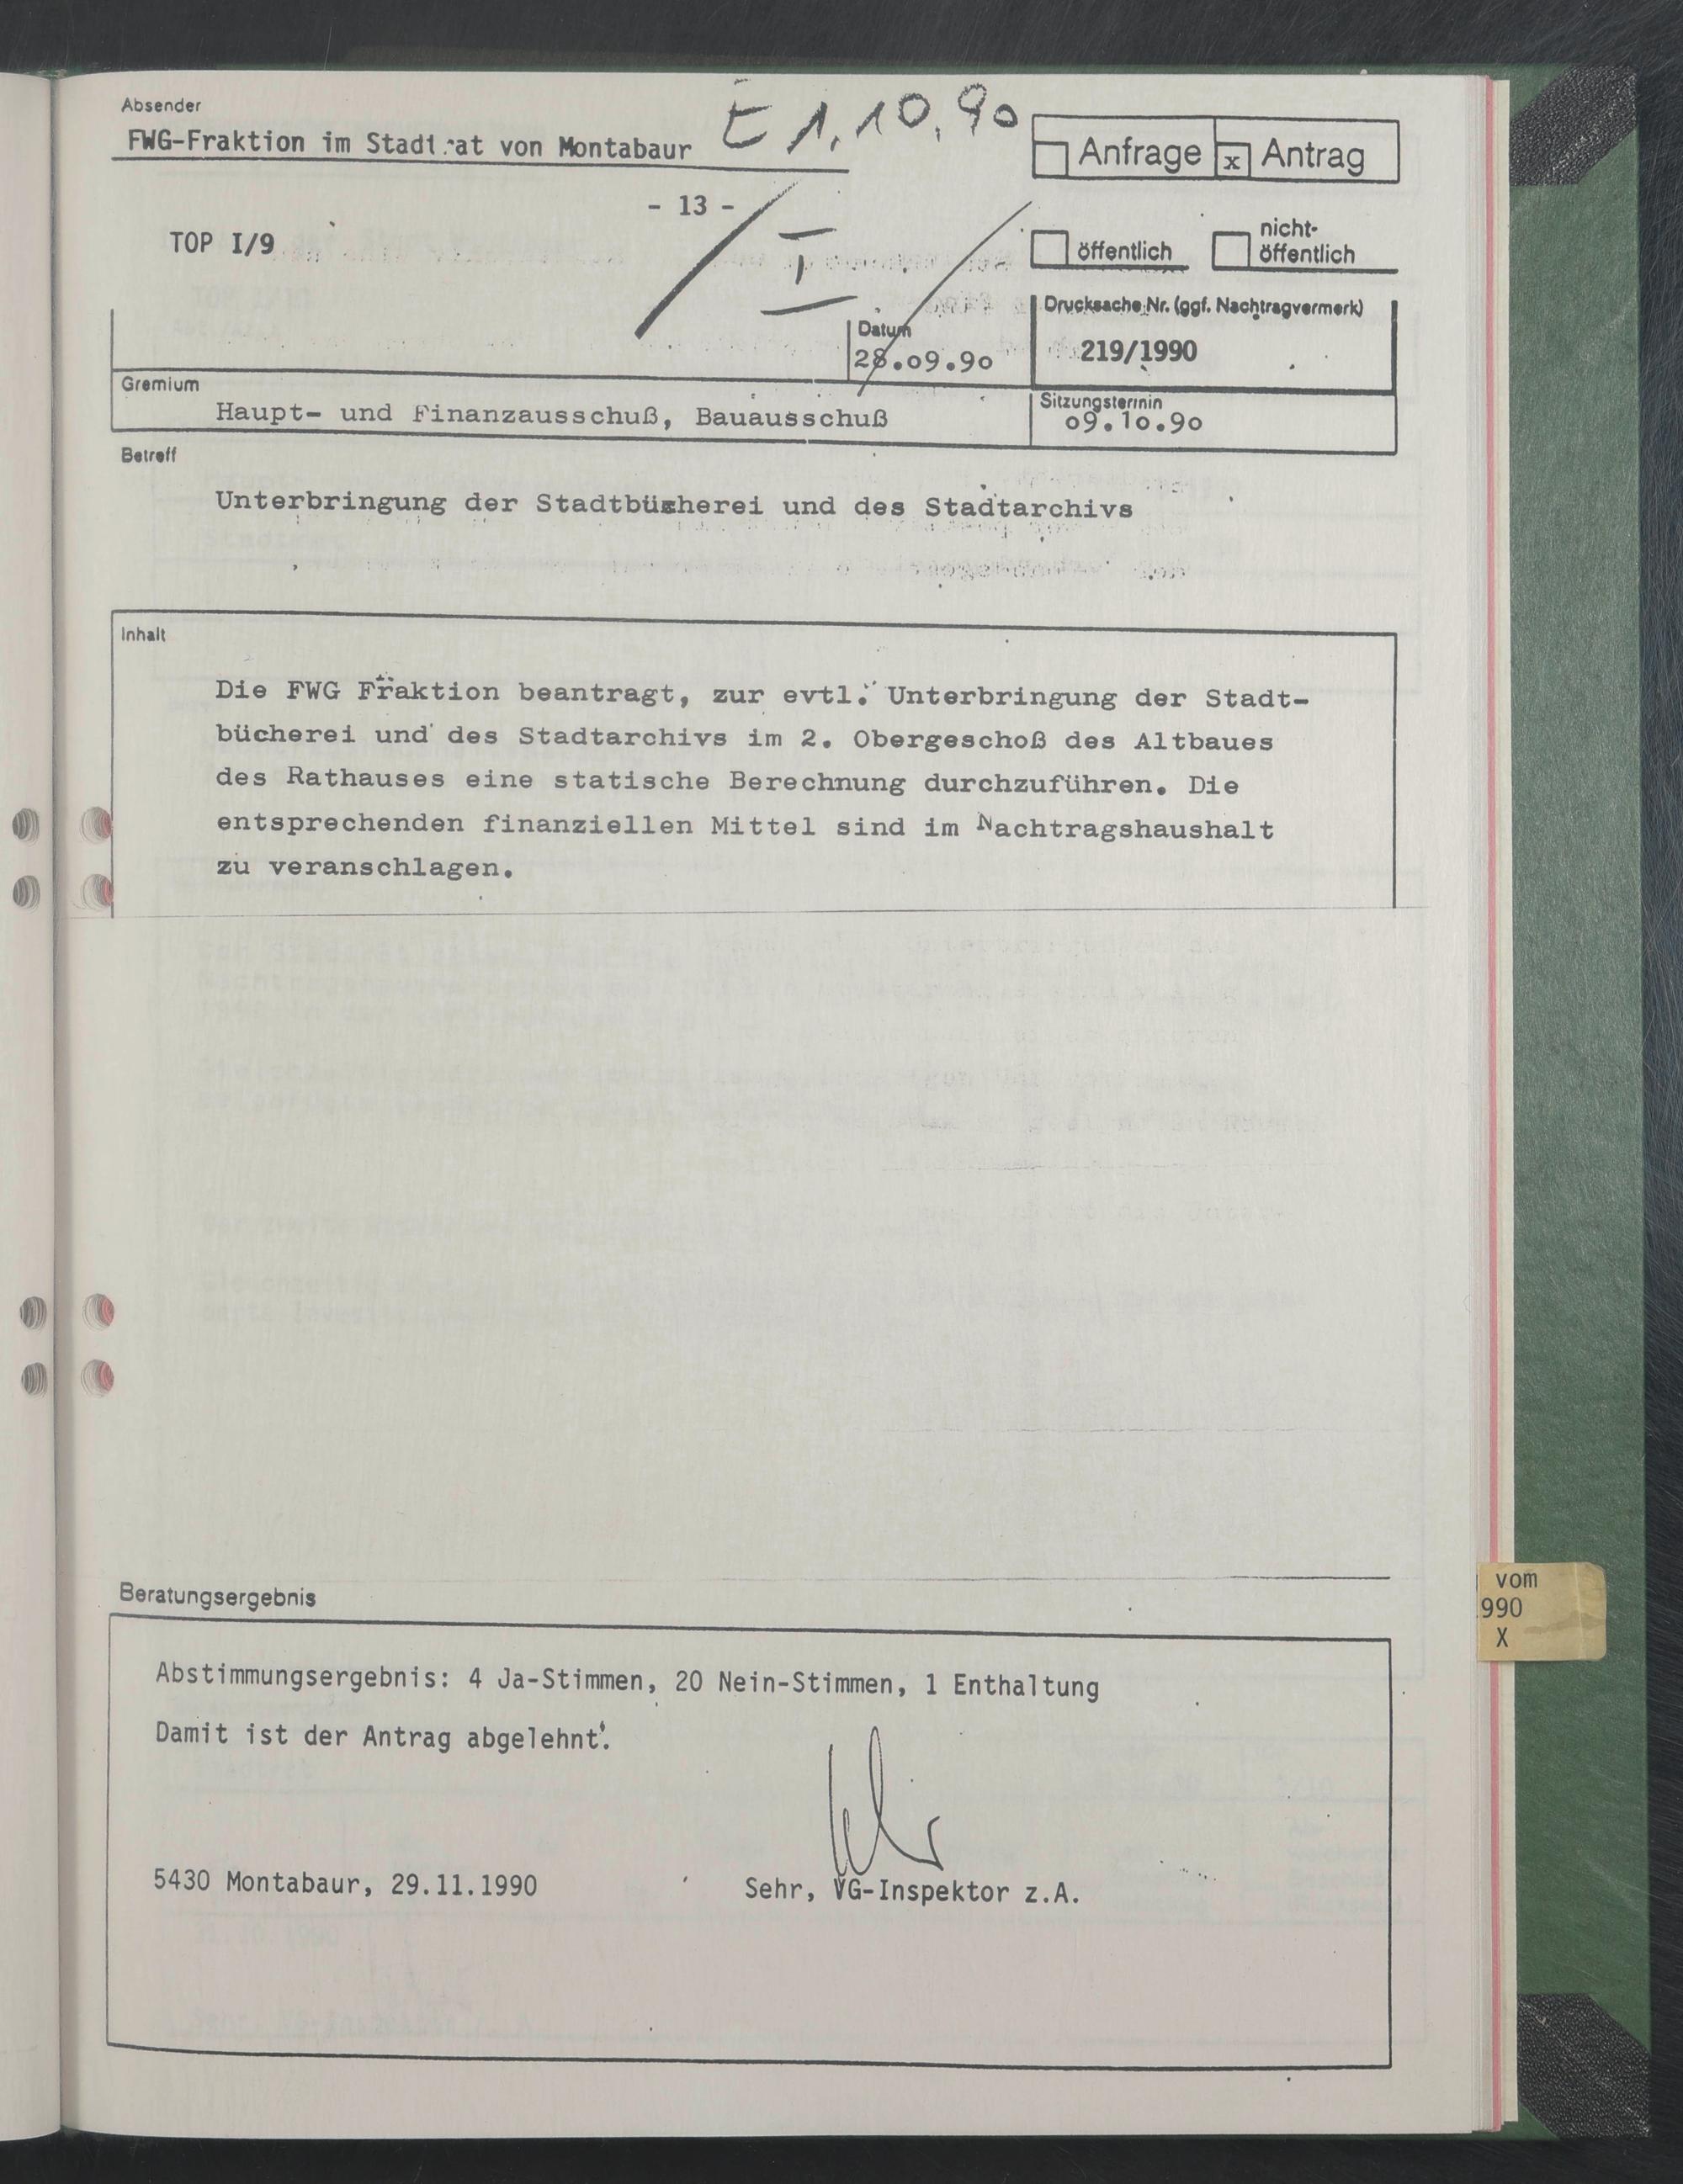 Absender
FWG-Fraktion im Stadtrat von Montabaur
E 1.10.90
Anfrage x Antrag
- 13 -
TOP I/9
I
öffentlich
nicht-
öffentlich
Datum
28.09.90
Drucksache Nr. (ggf. Nachtragvermerk)
219/1990
Gremium
Haupt- und Finanzausschuß, Bauausschuß
Sitzungstermin
09.10.90
Betreff
Unterbringung der Stadtbücherei und des Stadtarchivs
Inhalt
Die FWG Fraktion beantragt, zur evtl. Unterbringung der Stadt-
bücherei und des Stadtarchivs im 2. Obergeschoß des Altbaues
des Rathauses eine statische Berechnung durchzuführen. Die
entsprechenden finanziellen Mittel sind im Nachtragshaushalt
zu veranschlagen.
Beratungsergebnis
Abstimmungsergebnis: 4 Ja-Stimmen, 20 Nein-Stimmen, 1 Enthaltung
Damit ist der Antrag abgelehnt.
5430 Montabaur, 29.11.1990
Sehr, VG-Inspektor z.A.
vom
990
X